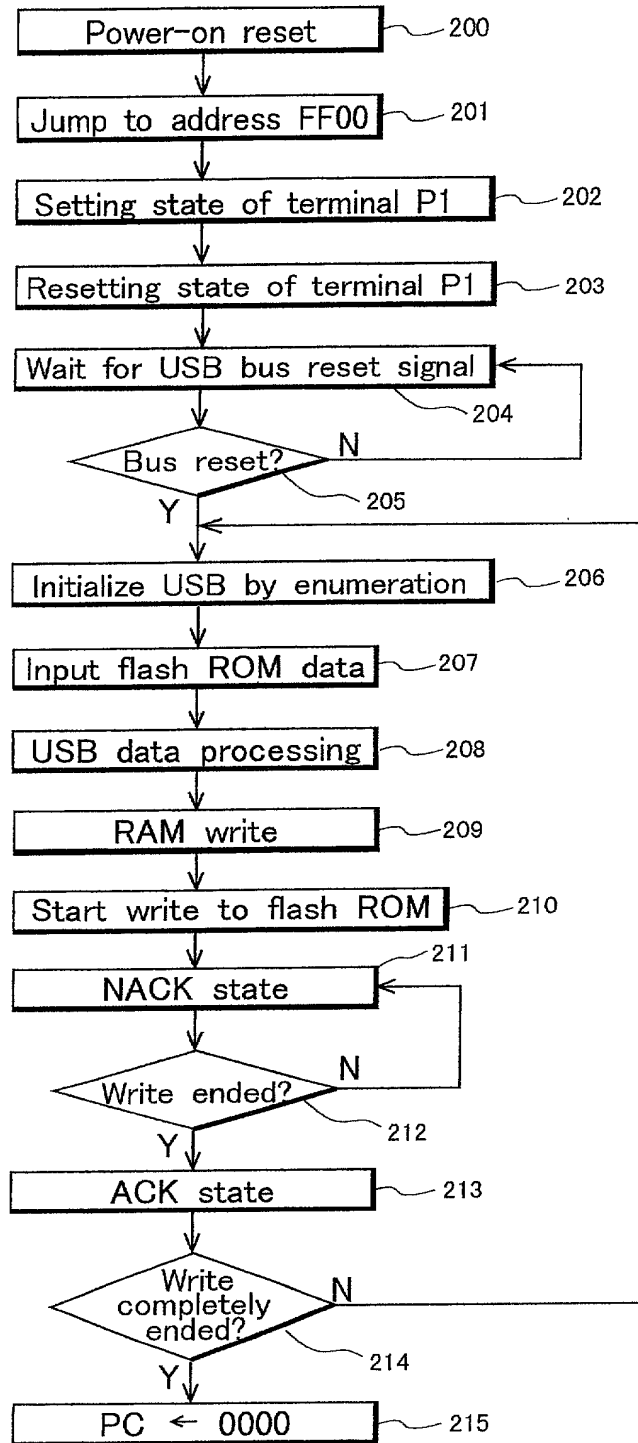 Power-on reset 200
Jump to address FF00 201
Setting state of terminal P1 202
Resetting state of terminal P1 203
Wait for USB bus reset signal
204
Bus reset? N
205
Y
Initialize USB by enumeration 206
Input flash ROM data 207
USB data processing 208
RAM write 209
Start write to flash ROM 210
211
NACK state
Write ended? N
212
Y
ACK state 213
Write
completely
ended? N
214
Y
PC ← 0000 215